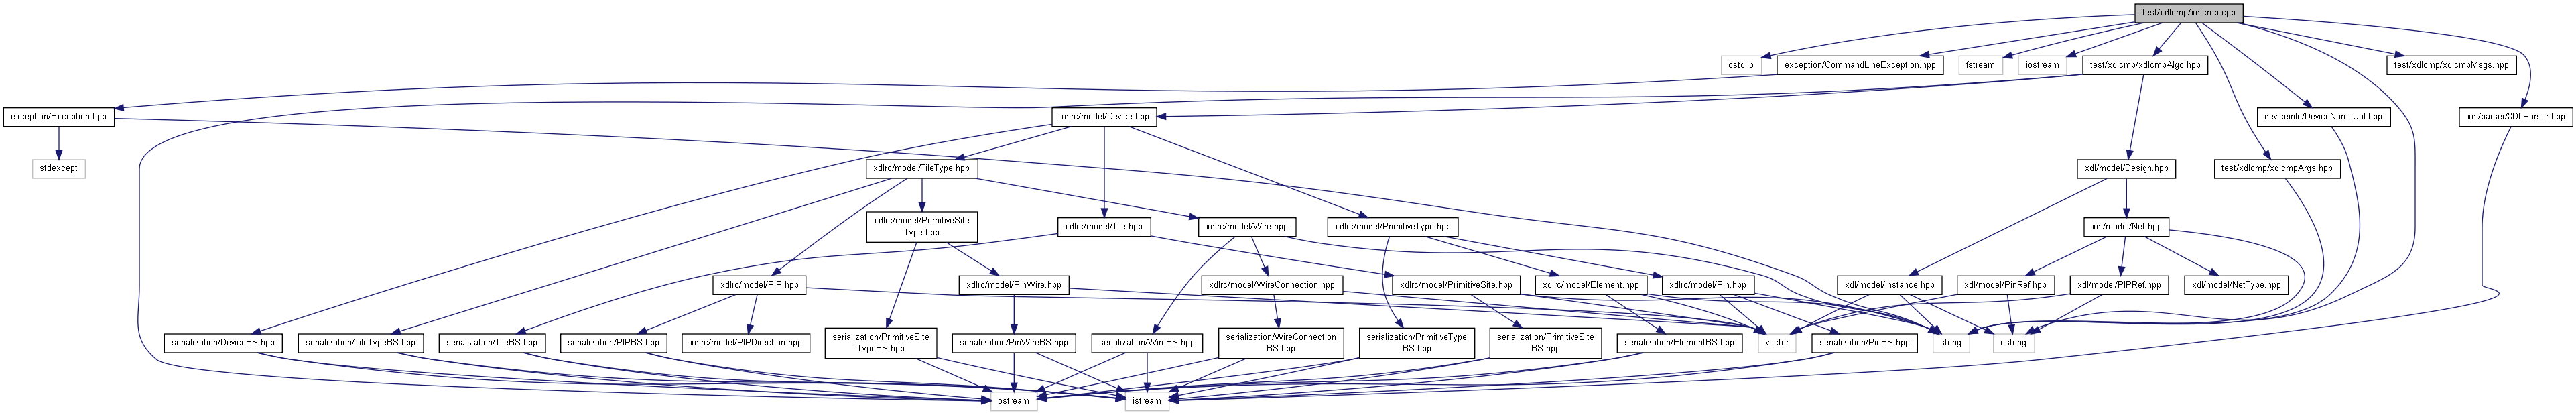 test/xdlcmp/xdlcmp.cpp
cstdlib
exception/CommandLineException.hpp
fstream
iostream
test/xdlcmp/xdlcmpAlgo.hpp
test/xdlcmp/xdlcmpMsgs.hpp
exception/Exception.hpp
xdlrc/model/Device.hpp
deviceinfo/DeviceNameUtil.hpp
xdl/parser/XDLParser.hpp
stdexcept
xdlrc/model/TileType.hpp
xdl/model/Design.hpp
test/xdlcmp/xdlcmpArgs.hpp
xdlrc/model/PrimitiveSite
Type.hpp
xdlrc/model/Tile.hpp
xdlrc/model/Wire.hpp
xdlrc/model/PrimitiveType.hpp
xdl/model/Net.hpp
xdlrc/model/PIP.hpp
xdlrc/model/PinWire.hpp
xdlrc/model/WireConnection.hpp
xdlrc/model/PrimitiveSite.hpp
xdlrc/model/Element.hpp
xdlrc/model/Pin.hpp
xdl/model/Instance.hpp
xdl/model/PinRef.hpp
xdl/model/PIPRef.hpp
xdl/model/NetType.hpp
serialization/DeviceBS.hpp
serialization/TileTypeBS.hpp
serialization/TileBS.hpp
serialization/PIPBS.hpp
xdlrc/model/PIPDirection.hpp
serialization/PrimitiveSite
TypeBS.hpp
serialization/PinWireBS.hpp
serialization/WireBS.hpp
serialization/WireConnection
BS.hpp
serialization/PrimitiveType
BS.hpp
serialization/PrimitiveSite
BS.hpp
serialization/ElementBS.hpp
vector
serialization/PinBS.hpp
string
cstring
ostream
istream